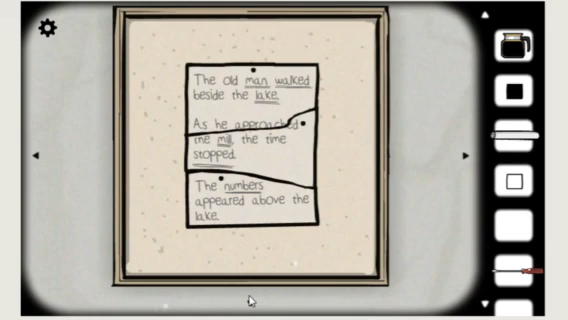 The old man walked
beside the lake.
As he approached
the mill, the time
stopped.
The numbers
appeared above the
lake.